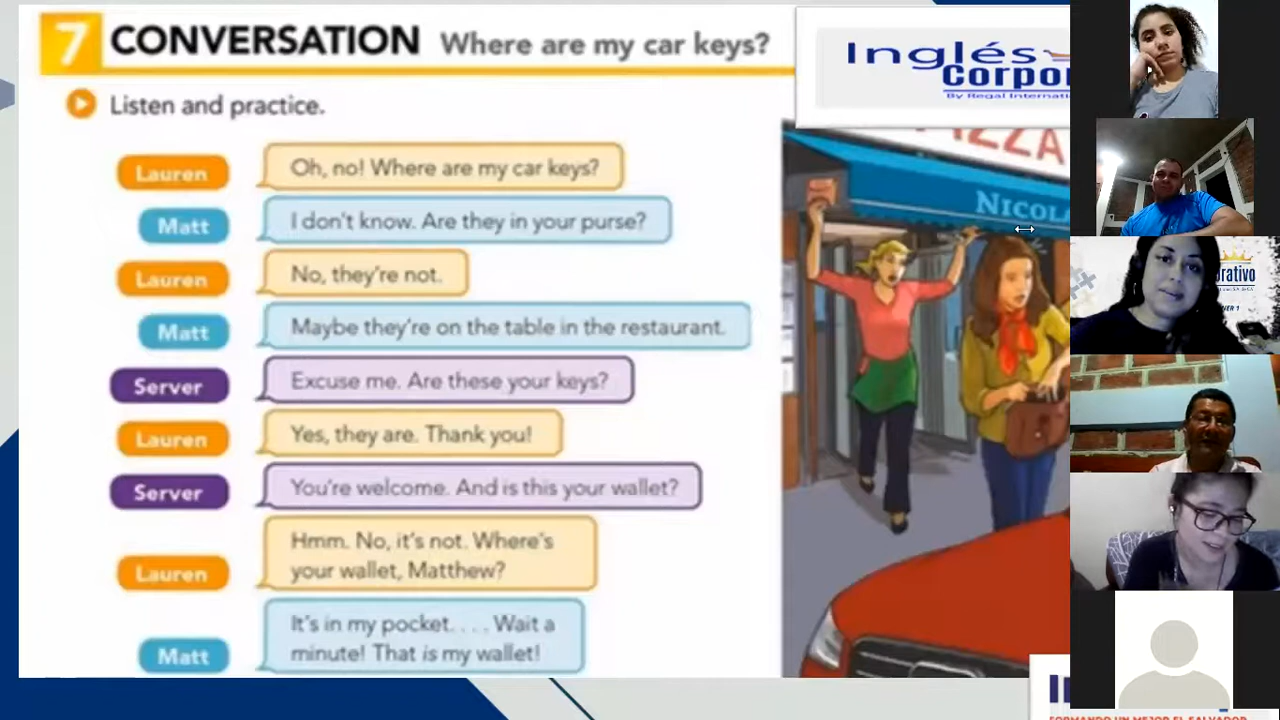 7 CONVERSATION Where are my car keys?
Listen and practice.
Lauren Oh, no! Where are my car keys?
Matt I don't know. Are they in your purse?
Lauren No, they're not.
Matt Maybe they're on the table in the restaurant.
Server Excuse me. Are these your keys?
Lauren Yes, they are. Thank you!
Server You're welcome. And is this your wallet?
Lauren Hmm. No, it's not. Where's
your wallet, Matthew?
Matt It's in my pocket. . . . Wait a
minute! That is my wallet!
Inglés
Corpor
By Regal Internati
PIZZA
NICOLA
orativo
FORMANDO UN MEJOR EL SALVADOR